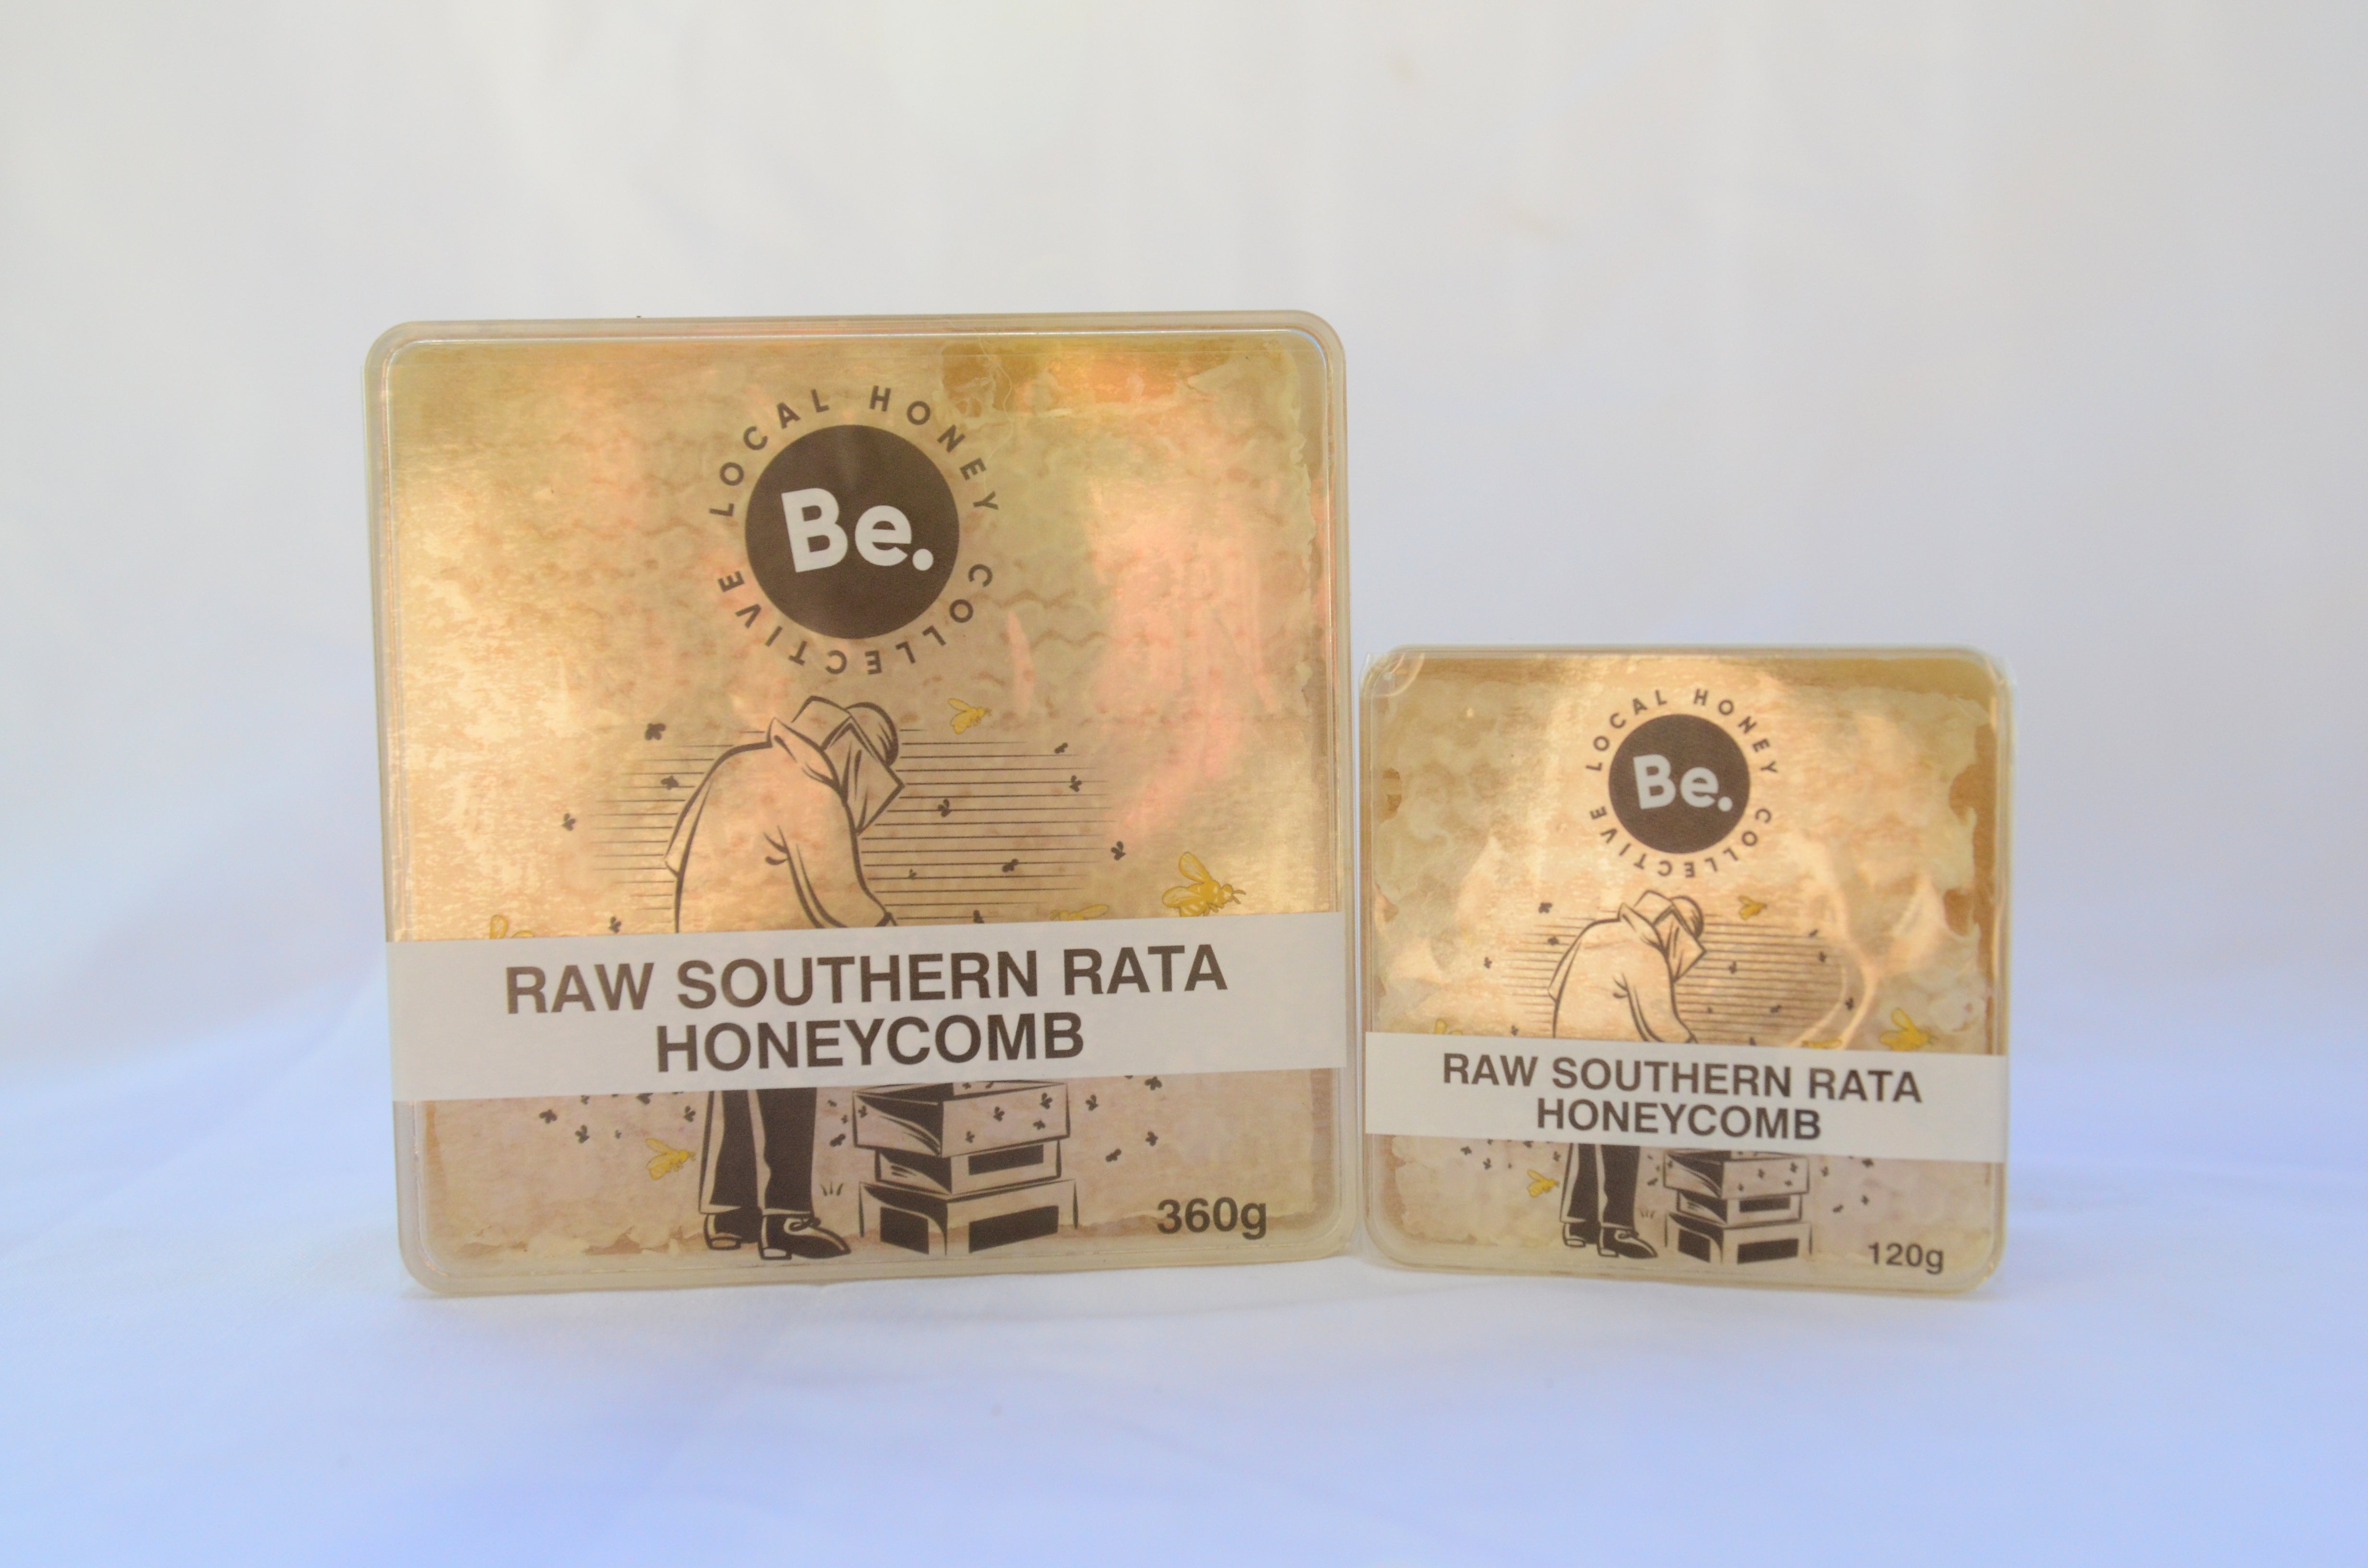 LOCAL HONEY COLLECTIVE
Be.
RAW SOUTHERN RATA
HONEYCOMB
360g
LOCAL HONEY COLLECTIVE
Be.
RAW SOUTHERN RATA
HONEYCOMB
120g